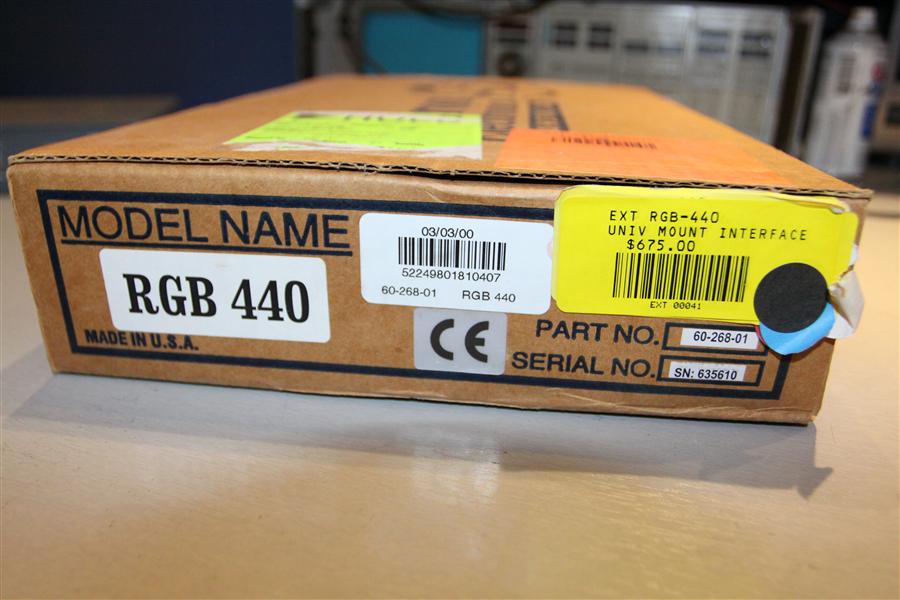 MODEL NAME
RGB 440
MADE IN U.S.A.
03/03/00
52249801810407
60-268-01 RGB 440
EXT RGB-440
UNIV MOUNT INTERFACE
$675.00
EXT 00041
CE
PART NO. 60-268-01
SERIAL NO. SN: 635610